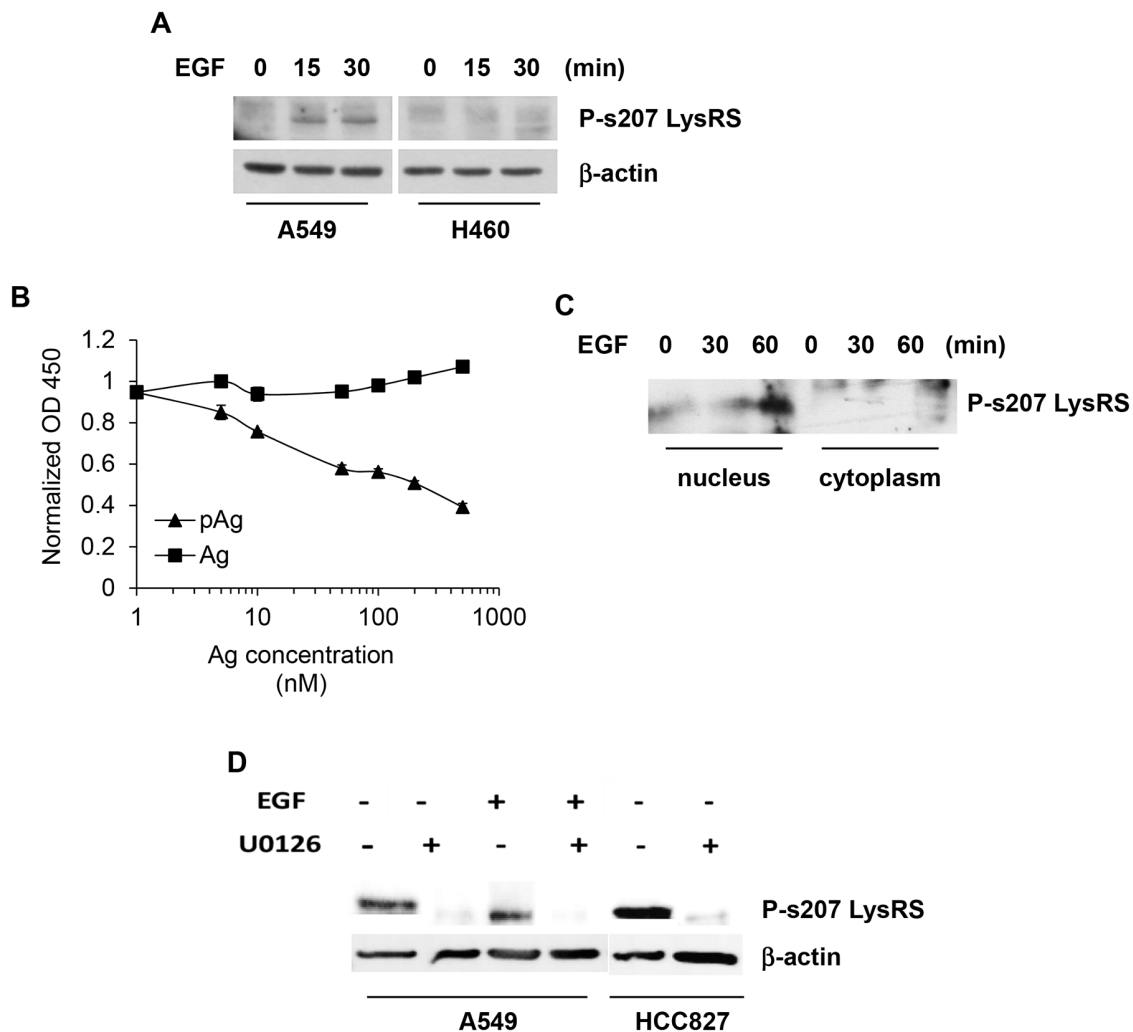 A
EGF 0 15 30 0 15 30 (min)
P-s207 LysRS
β-actin
A549 H460
B
Normalized OD 450
1.2
1
0.8
0.6
0.4
0.2
0
pAg
Ag
1 10 100 1000
Ag concentration
(nM)
C
EGF 0 30 60 0 30 60 (min)
P-s207 LysRS
nucleus cytoplasm
D
EGF - - + + - -
U0126 - + - + - +
P-s207 LysRS
β-actin
A549 HCC827